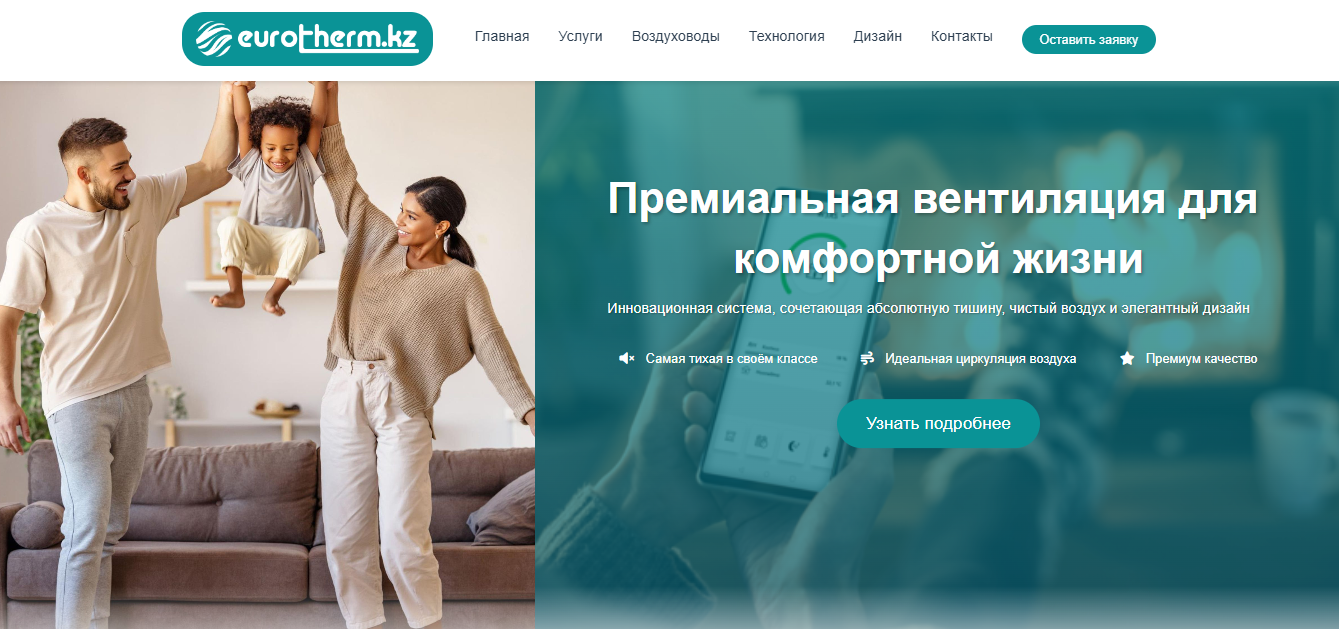 eurotherm.kz
Главная Услуги Воздуховоды Технология Дизайн Контакты Оставить заявку
Премиальная вентиляция для
комфортной жизни
Инновационная система, сочетающая абсолютную тишину, чистый воздух и элегантный дизайн
Самая тихая в своём классе Идеальная циркуляция воздуха Премиум качество
Узнать подробнее